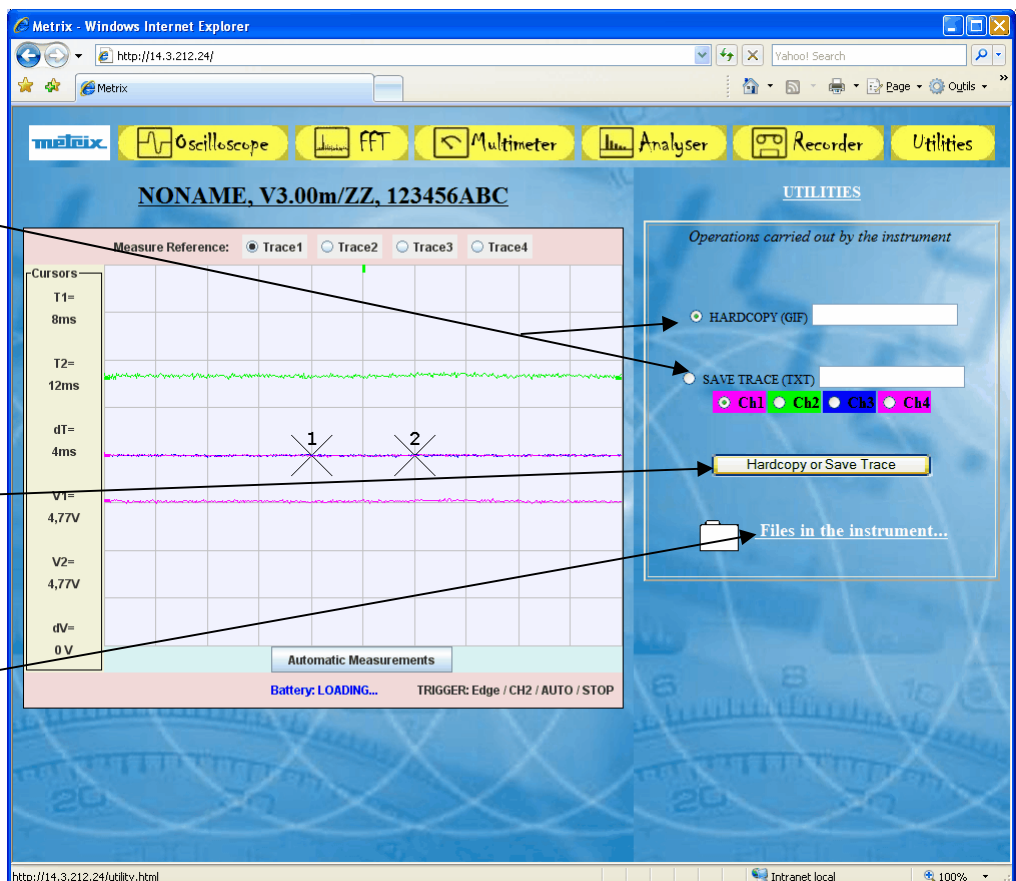 Metrix - Windows Internet Explorer
http://14.3.212.24/
Yahoo! Search
Metrix
Page
Outils
»
metrix
Oscilloscope
FFT
Multimeter
Analyser
Recorder
Utilities
NONAME, V3.00m/ZZ, 123456ABC
Measure Reference: Trace1 Trace2 Trace3 Trace4
Cursors
T1=
8ms
T2=
12ms
dT=
4ms
V1=
4,77V
V2=
4,77V
dV=
0 V
1 2
Automatic Measurements
Battery: LOADING... TRIGGER: Edge / CH2 / AUTO / STOP
UTILITIES
Operations carried out by the instrument
HARDCOPY (GIF)
SAVE TRACE (TXT)
Ch1 Ch2 Ch3 Ch4
Hardcopy or Save Trace
Files in the instrument...
http://14.3.212.24/utility.html
Intranet local
100%